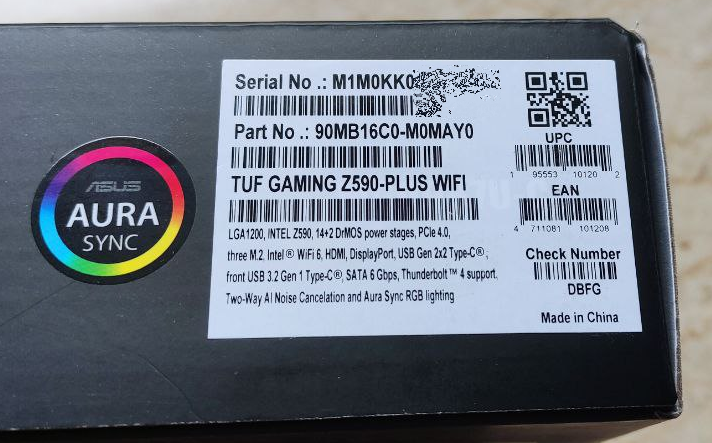 ASUS
AURA
SYNC
Serial No .: M1M0KK0
Part No .: 90MB16C0-M0MAY0
TUF GAMING Z590-PLUS WIFI
LGA1200, INTEL Z590, 14+2 DrMOS power stages, PCIe 4.0,
three M.2, Intel® WiFi 6, HDMI, DisplayPort, USB Gen 2x2 Type-C®,
front USB 3.2 Gen 1 Type-C®, SATA 6 Gbps, Thunderbolt™ 4 support,
Two-Way AI Noise Cancelation and Aura Sync RGB lighting
UPC
1 95553 10120 2
EAN
4 711081 101208
Check Number
DBFG
Made in China